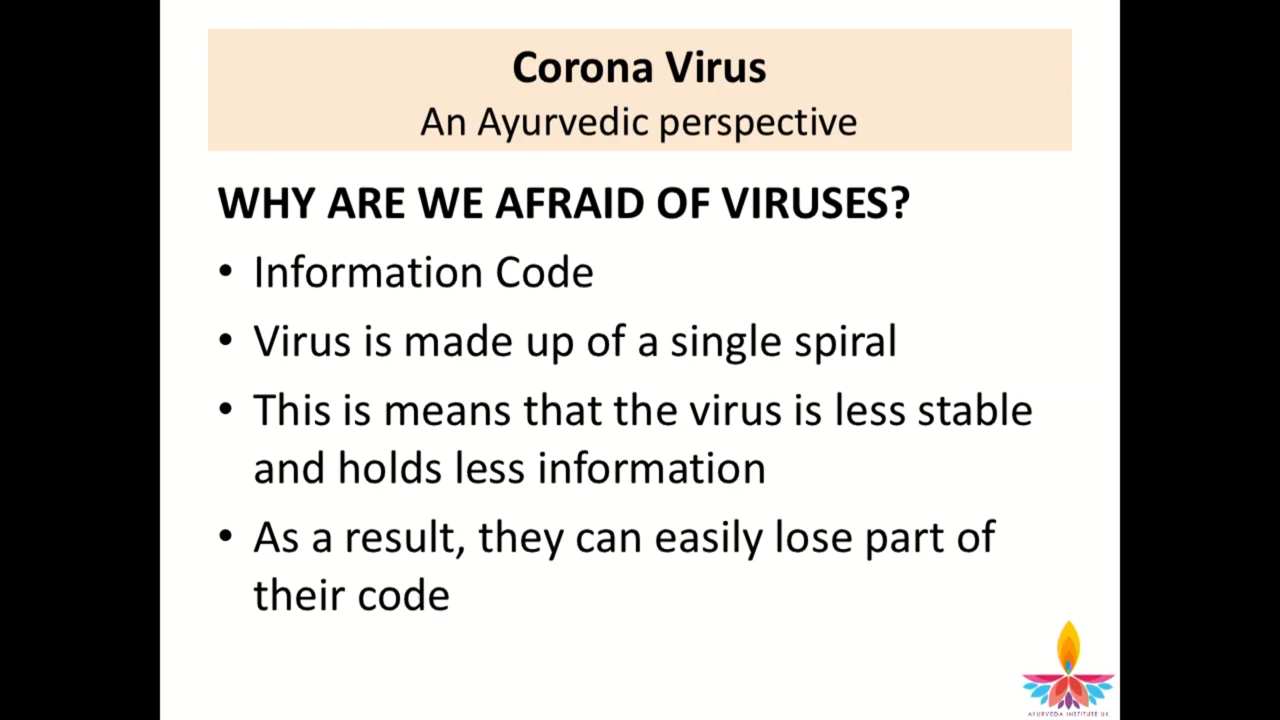 Corona Virus
An Ayurvedic perspective
WHY ARE WE AFRAID OF VIRUSES?
• Information Code
• Virus is made up of a single spiral
• This is means that the virus is less stable
and holds less information
• As a result, they can easily lose part of
their code
AYURVEDA INSTITUTE UK